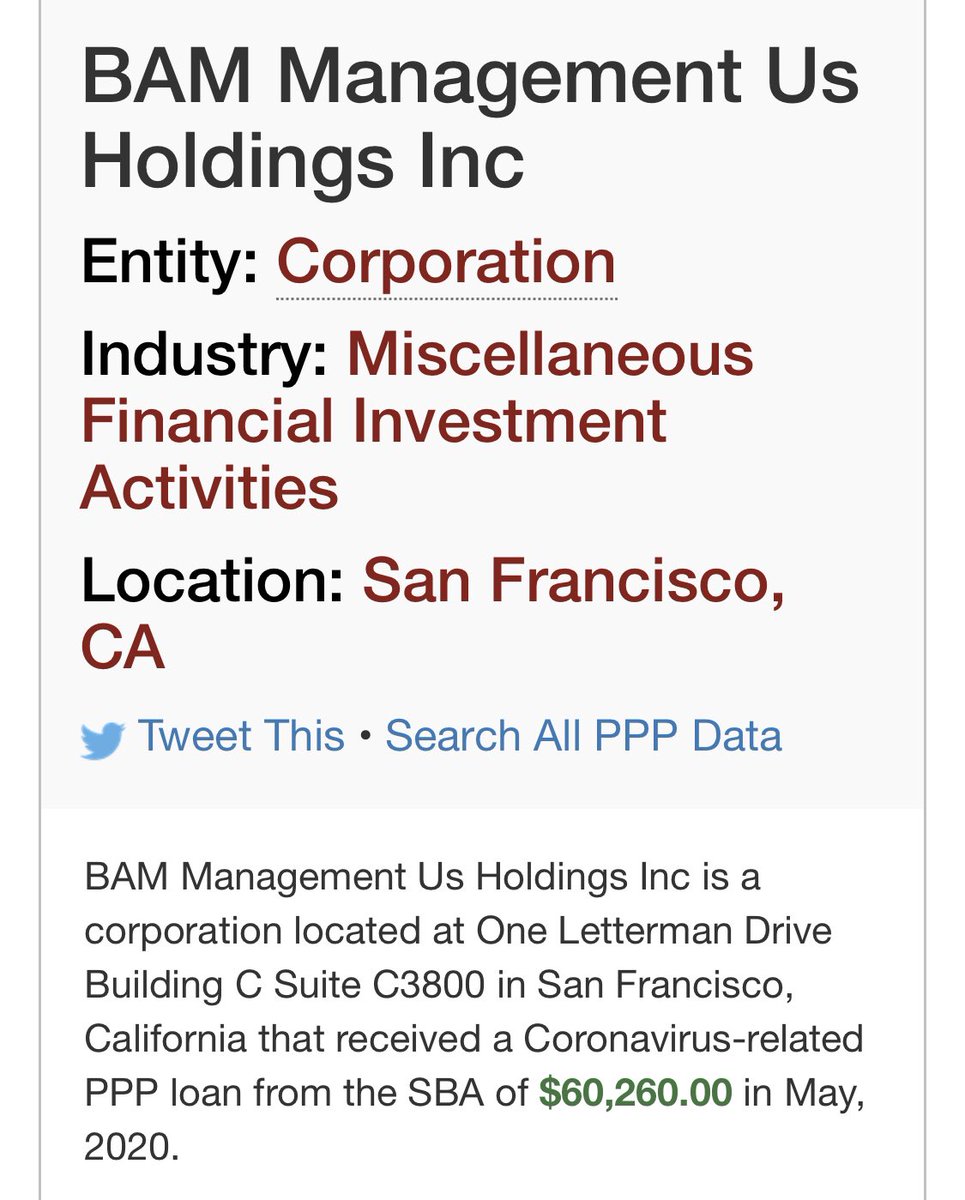 BAM Management Us
Holdings Inc
Entity: Corporation
Industry: Miscellaneous
Financial Investment
Activities
Location: San Francisco,
CA
Tweet This • Search All PPP Data
BAM Management Us Holdings Inc is a
corporation located at One Letterman Drive
Building C Suite C3800 in San Francisco,
California that received a Coronavirus-related
PPP loan from the SBA of $60,260.00 in May,
2020.